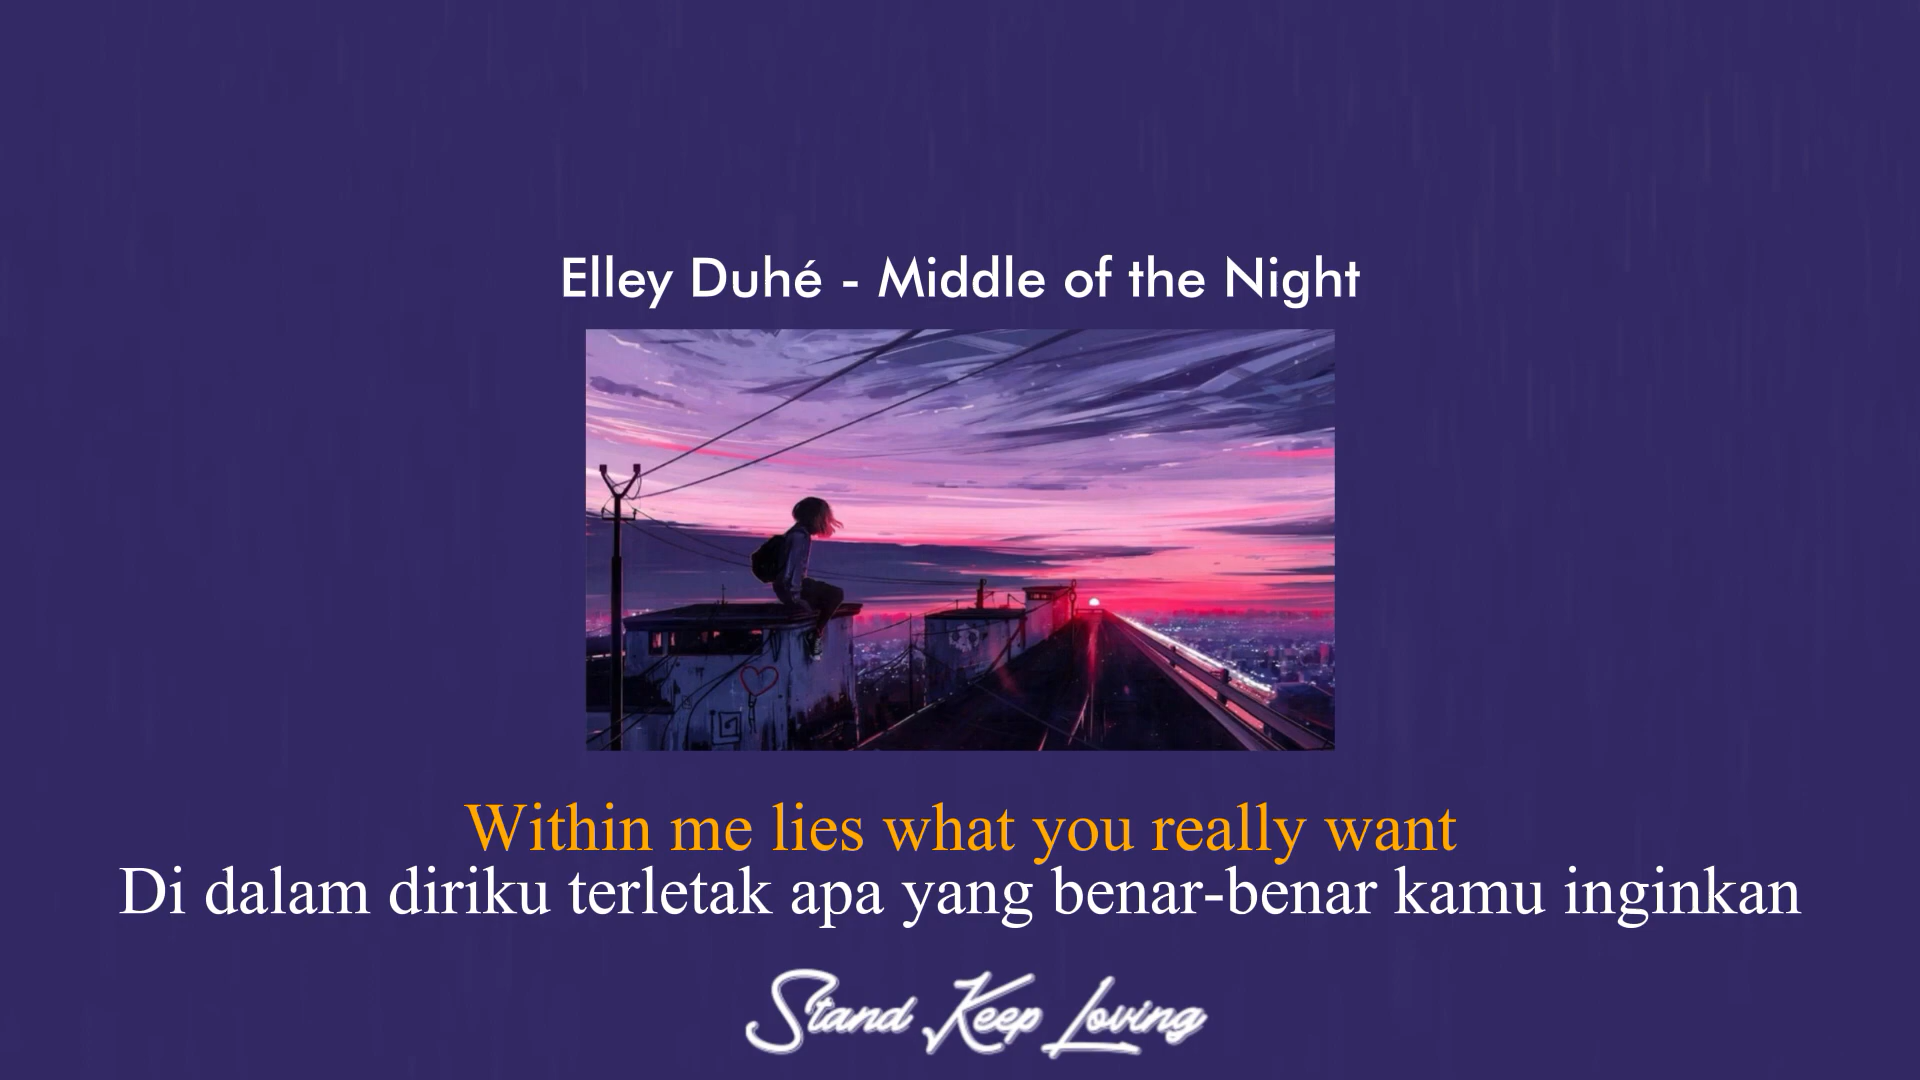 Elley Duhé - Middle of the Night
Within me lies what you really want
Di dalam diriku terletak apa yang benar-benar kamu inginkan
Stand Keep Loving